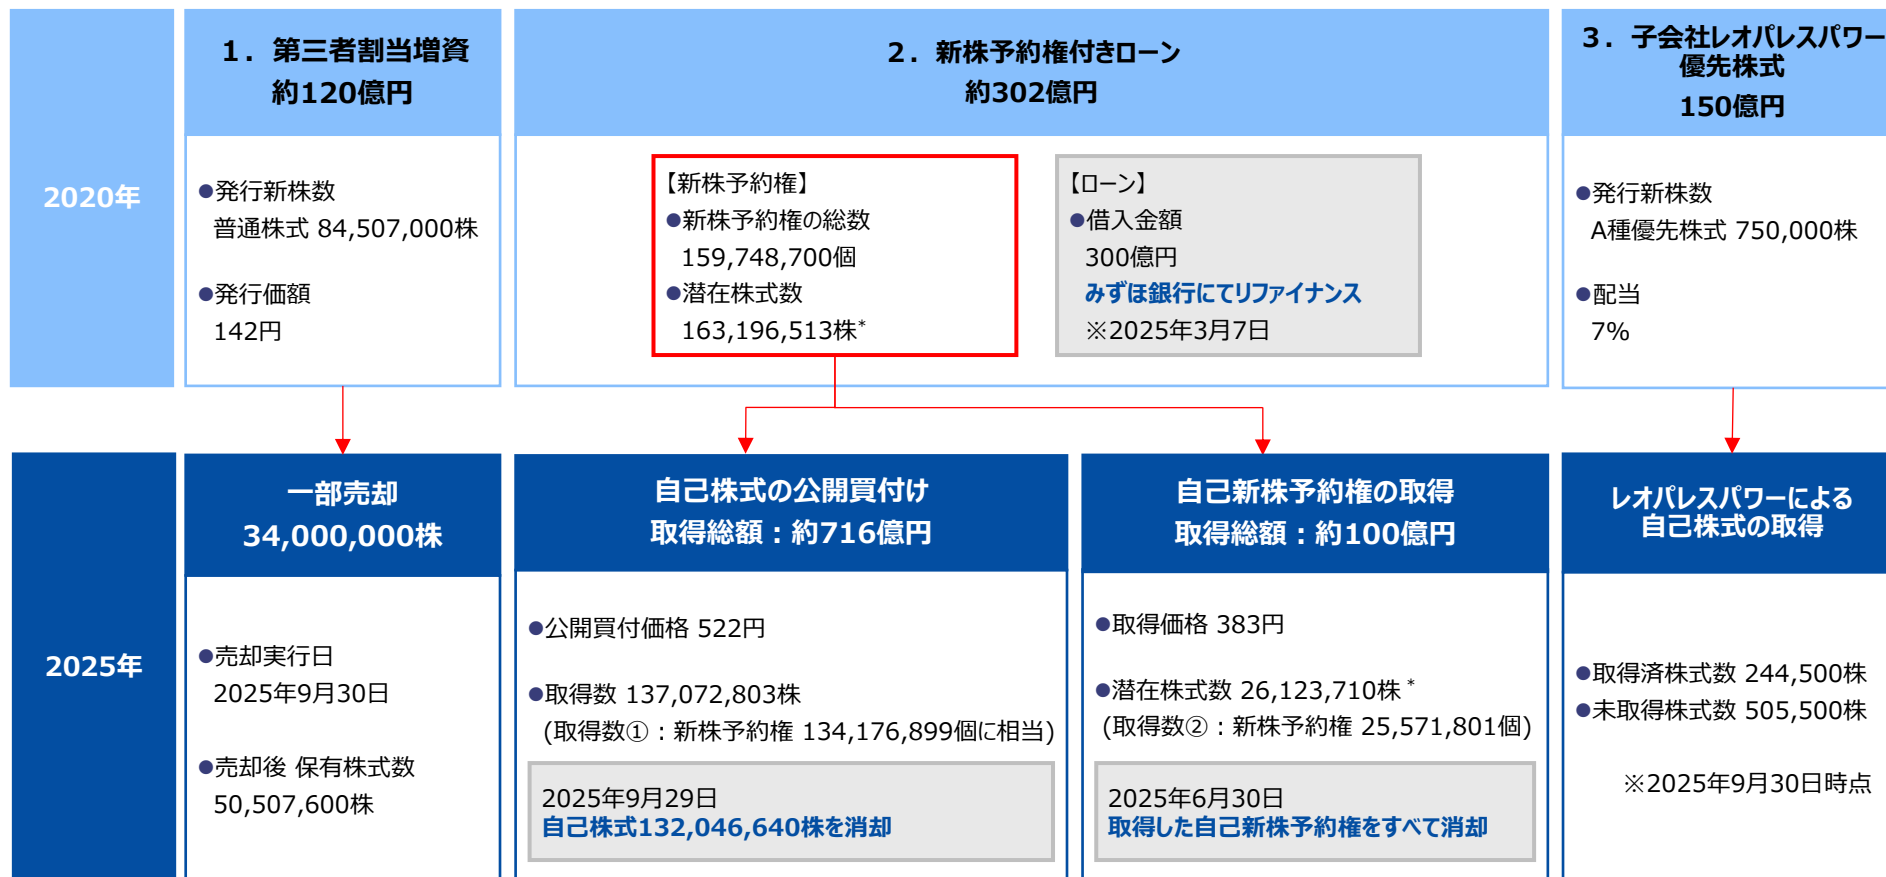 2020年
1．第三者割当増資
約120億円
●発行新株数
普通株式 84,507,000株
●発行価額
142円
2．新株予約権付きローン
約302億円
【新株予約権】
●新株予約権の総数
159,748,700個
●潜在株式数
163,196,513株*
【ローン】
●借入金額
300億円
みずほ銀行にてリファイナンス
※2025年3月7日
3．子会社レオパレスパワー
優先株式
150億円
●発行新株数
A種優先株式 750,000株
●配当
7%
2025年
一部売却
34,000,000株
●売却実行日
2025年9月30日
●売却後 保有株式数
50,507,600株
自己株式の公開買付け
取得総額：約716億円
●公開買付価格 522円
●取得数 137,072,803株
(取得数①：新株予約権 134,176,899個に相当)
2025年9月29日
自己株式132,046,640株を消却
自己新株予約権の取得
取得総額：約100億円
●取得価格 383円
●潜在株式数 26,123,710株 *
(取得数②：新株予約権 25,571,801個)
2025年6月30日
取得した自己新株予約権をすべて消却
レオパレスパワーによる
自己株式の取得
●取得済株式数 244,500株
●未取得株式数 505,500株
※2025年9月30日時点